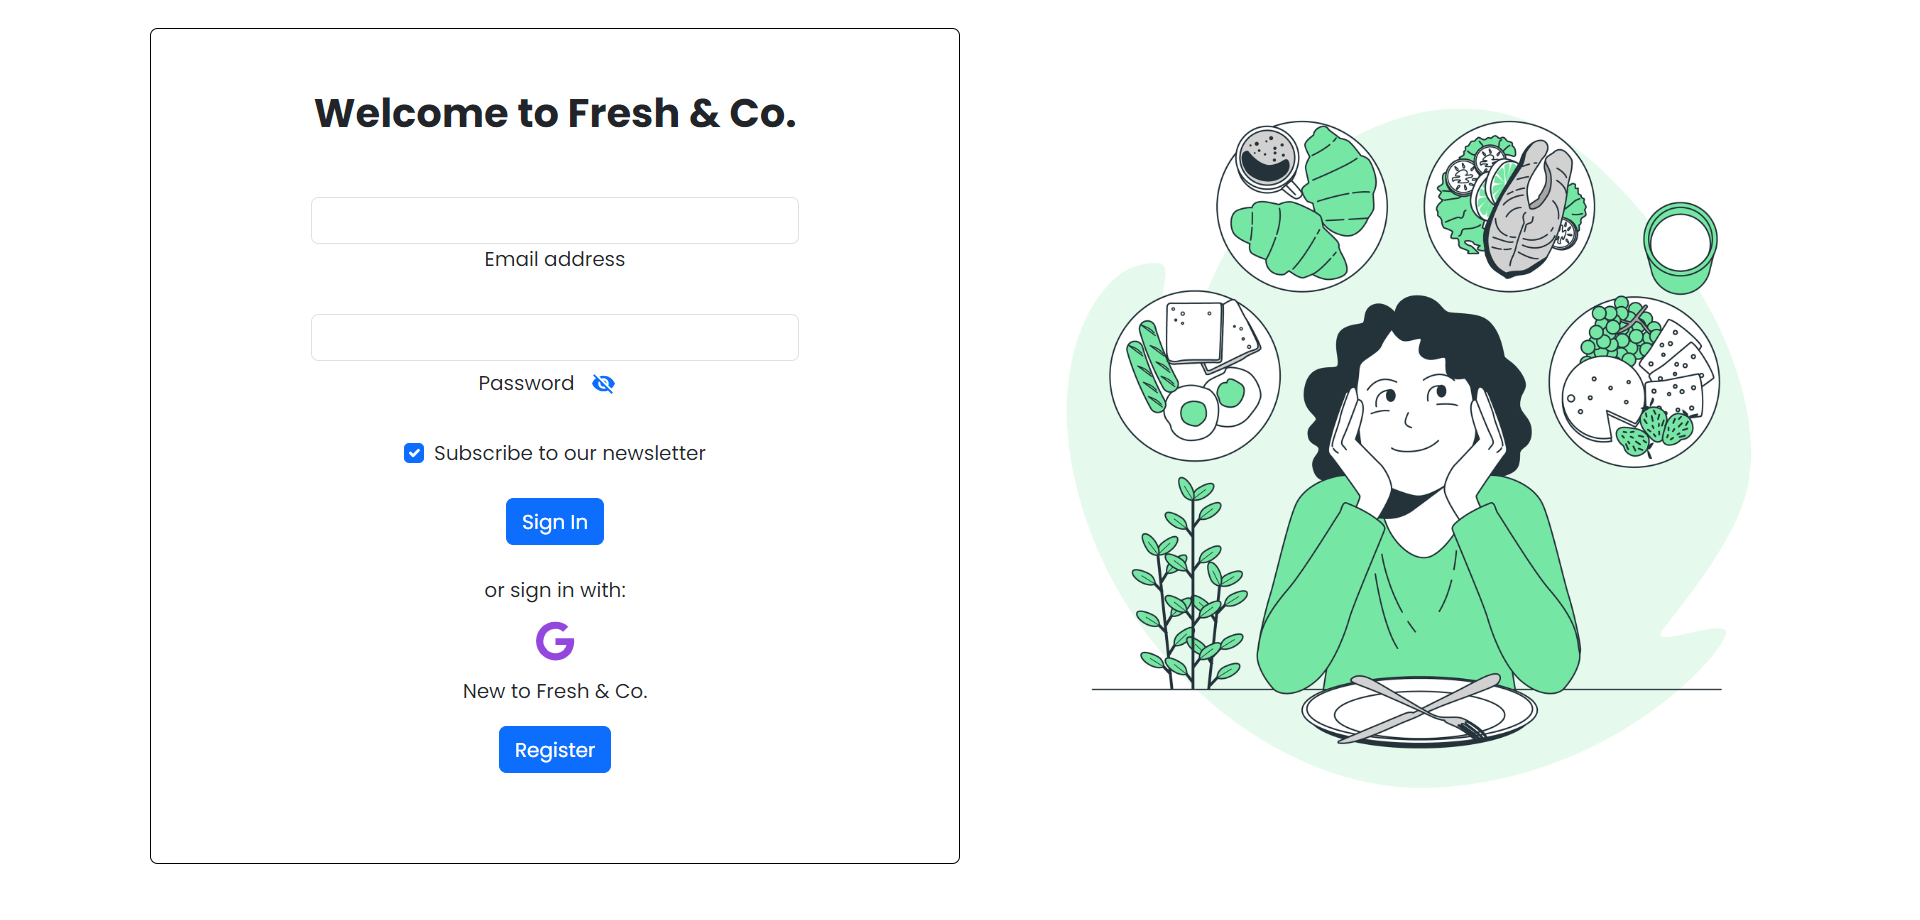 Welcome to Fresh & Co.
Email address
Password
Subscribe to our newsletter
Sign In
or sign in with:
G
New to Fresh & Co.
Register